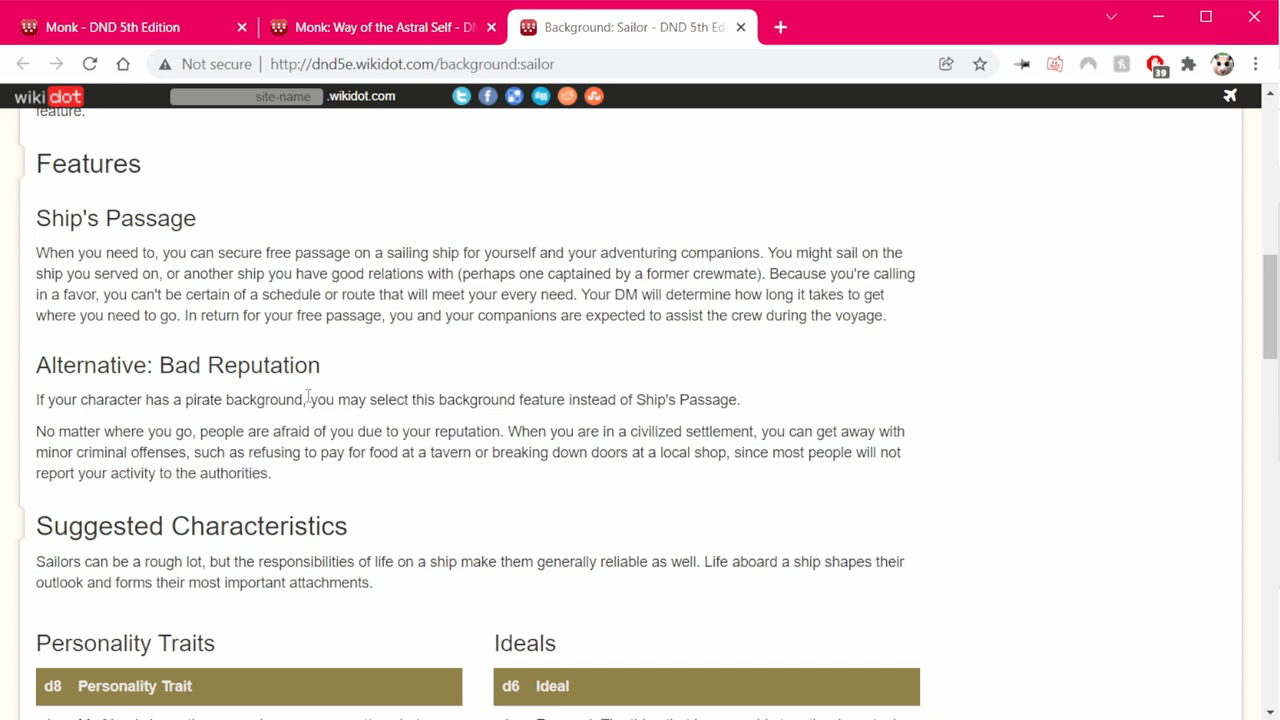 Monk - DND 5th Edition
Monk: Way of the Astral Self - DN
Background: Sailor - DND 5th Ed
Not secure
http://dnd5e.wikidot.com/background:sailor
39
wiki dot
site-name
.wikidot.com
feature.
Features
Ship's Passage
When you need to, you can secure free passage on a sailing ship for yourself and your adventuring companions. You might sail on the
ship you served on, or another ship you have good relations with (perhaps one captained by a former crewmate). Because you're calling
in a favor, you can't be certain of a schedule or route that will meet your every need. Your DM will determine how long it takes to get
where you need to go. In return for your free passage, you and your companions are expected to assist the crew during the voyage.
Alternative: Bad Reputation
If your character has a pirate background, you may select this background feature instead of Ship's Passage.
No matter where you go, people are afraid of you due to your reputation. When you are in a civilized settlement, you can get away with
minor criminal offenses, such as refusing to pay for food at a tavern or breaking down doors at a local shop, since most people will not
report your activity to the authorities.
Suggested Characteristics
Sailors can be a rough lot, but the responsibilities of life on a ship make them generally reliable as well. Life aboard a ship shapes their
outlook and forms their most important attachments.
Personality Traits
Ideals
d8 Personality Trait
d6 Ideal